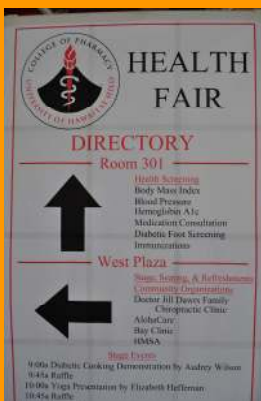 COLLEGE OF PHARMACY
UNIVERSITY OF HAWAI'I AT HILO
HEALTH
FAIR
DIRECTORY
Room 301
Health Screening
Body Mass Index
Blood Pressure
Hemoglobin A1c
Medication Consultation
Diabetic Foot Screening
Immunizations
West Plaza
Stage, Seating, & Refreshments
Community Organizations
Doctor Jill Dawrs Family
Chiropractic Clinic
AlohaCare
Bay Clinic
HMSA
Stage Events
9:00a Diabetic Cooking Demonstration by Audrey Wilson
9:45a Raffle
10:00a Yoga Presentation by Elizabeth Heffernan
10:45a Raffle